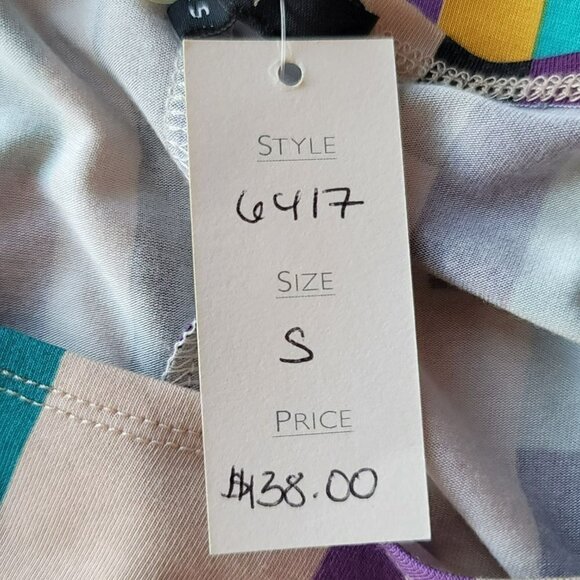 S
STYLE
6417
SIZE
S
PRICE
$138.00